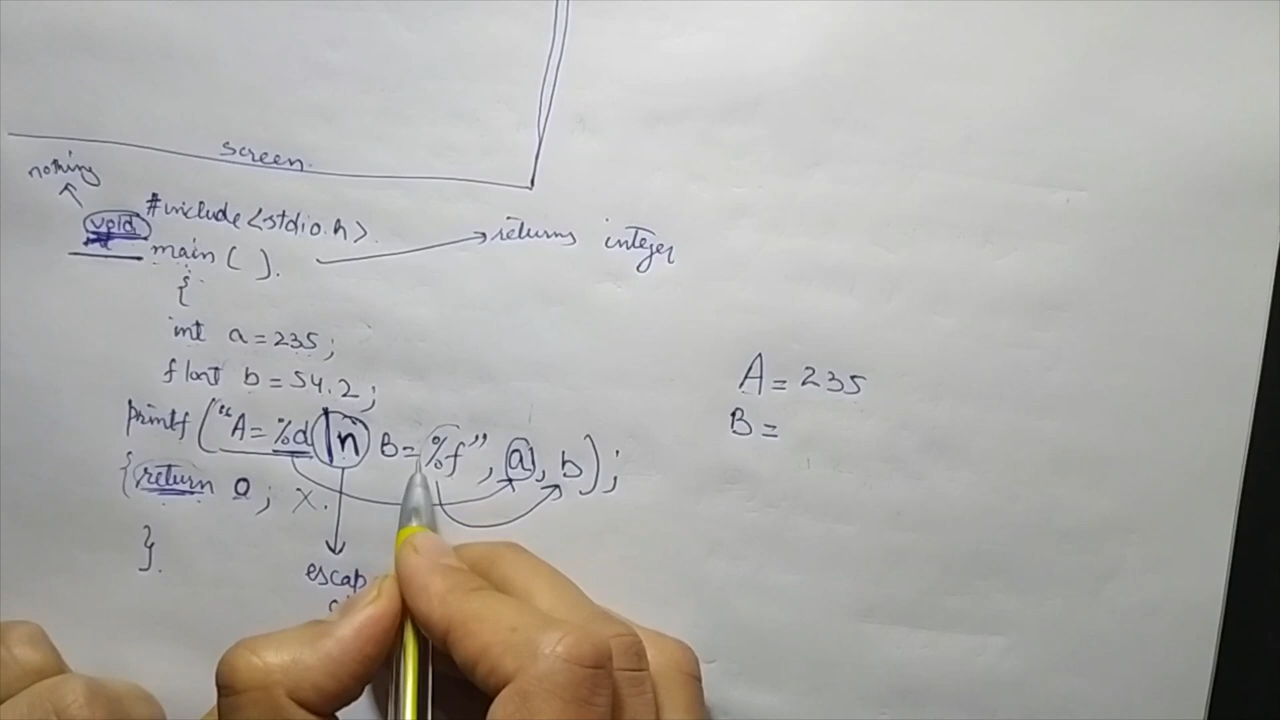 screen.
nothing
void
#include <stdio.h>.
main ( ).
returns integer
{
int a = 235;
float b = 54.2;
printf ("A= %d \n B= %f", a, b);
{return 0; X.
}.
escap
A = 235
B =